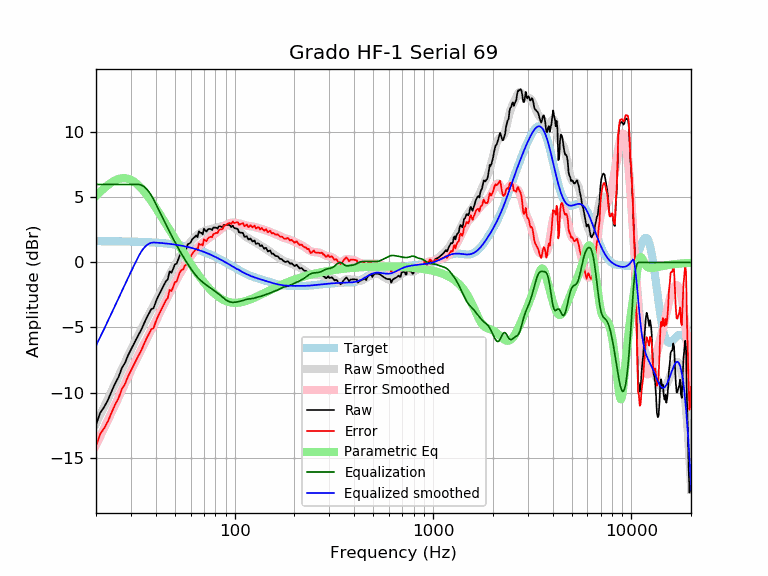 Grado HF-1 Serial 69
Amplitude (dBr)
10
5
0
−5
−10
−15
Target
Raw Smoothed
Error Smoothed
Raw
Error
Parametric Eq
Equalization
Equalized smoothed
100
1000
10000
Frequency (Hz)